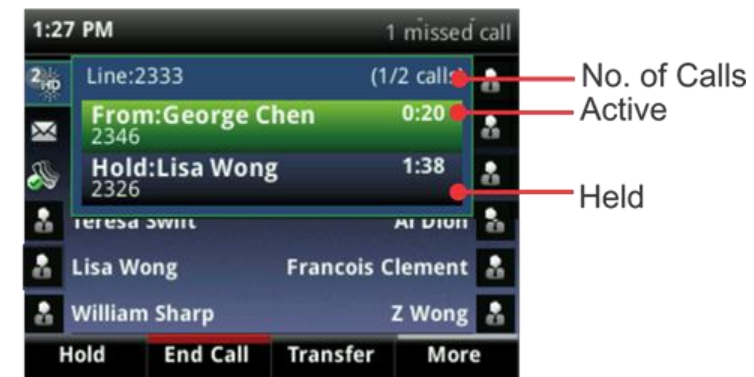 1:27 PM 1 missed call
2 HD Line:2333 (1/2 calls) No. of Calls
From:George Chen 0:20 Active
2346
Hold:Lisa Wong 1:38
2326 Held
Teresa Swift Al Dion
Lisa Wong Francois Clement
William Sharp Z Wong
Hold End Call Transfer More